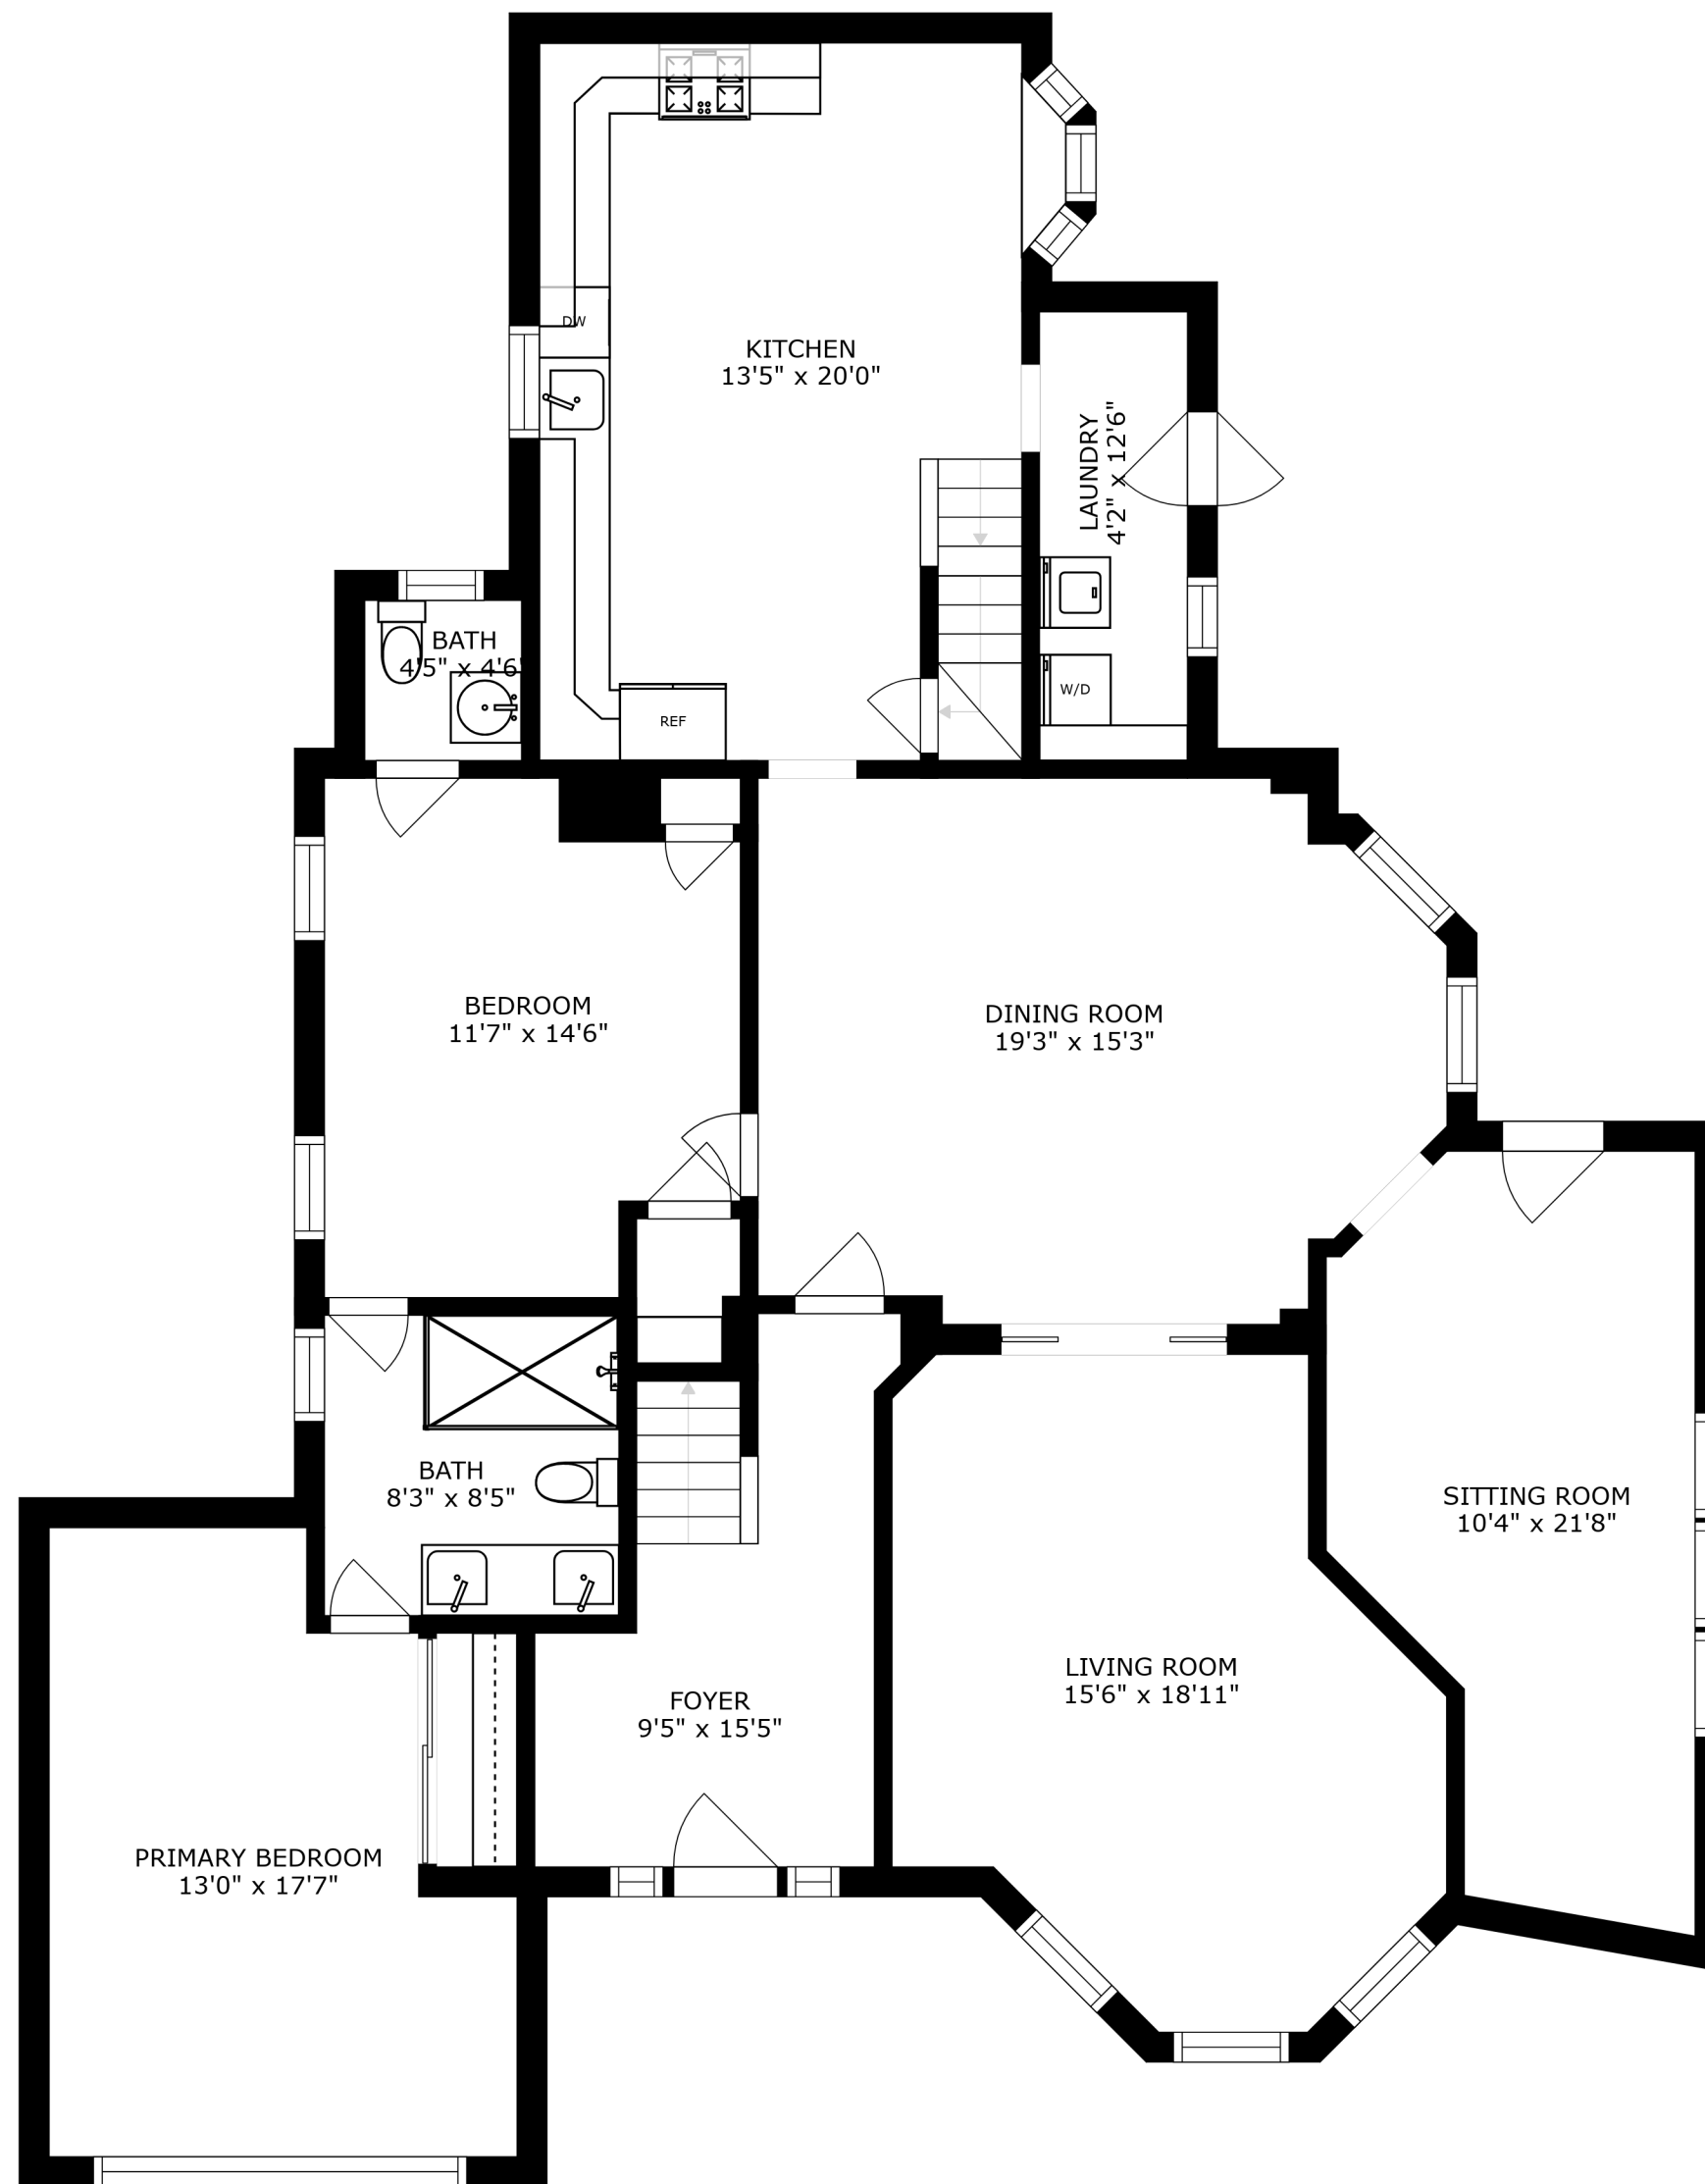 KITCHEN
13'5" x 20'0"
DW
LAUNDRY
4'2" x 12'6"
BATH
4'5" x 4'6"
W/D
REF
BEDROOM
11'7" x 14'6"
DINING ROOM
19'3" x 15'3"
BATH
8'3" x 8'5"
SITTING ROOM
10'4" x 21'8"
LIVING ROOM
15'6" x 18'11"
FOYER
9'5" x 15'5"
PRIMARY BEDROOM
13'0" x 17'7"